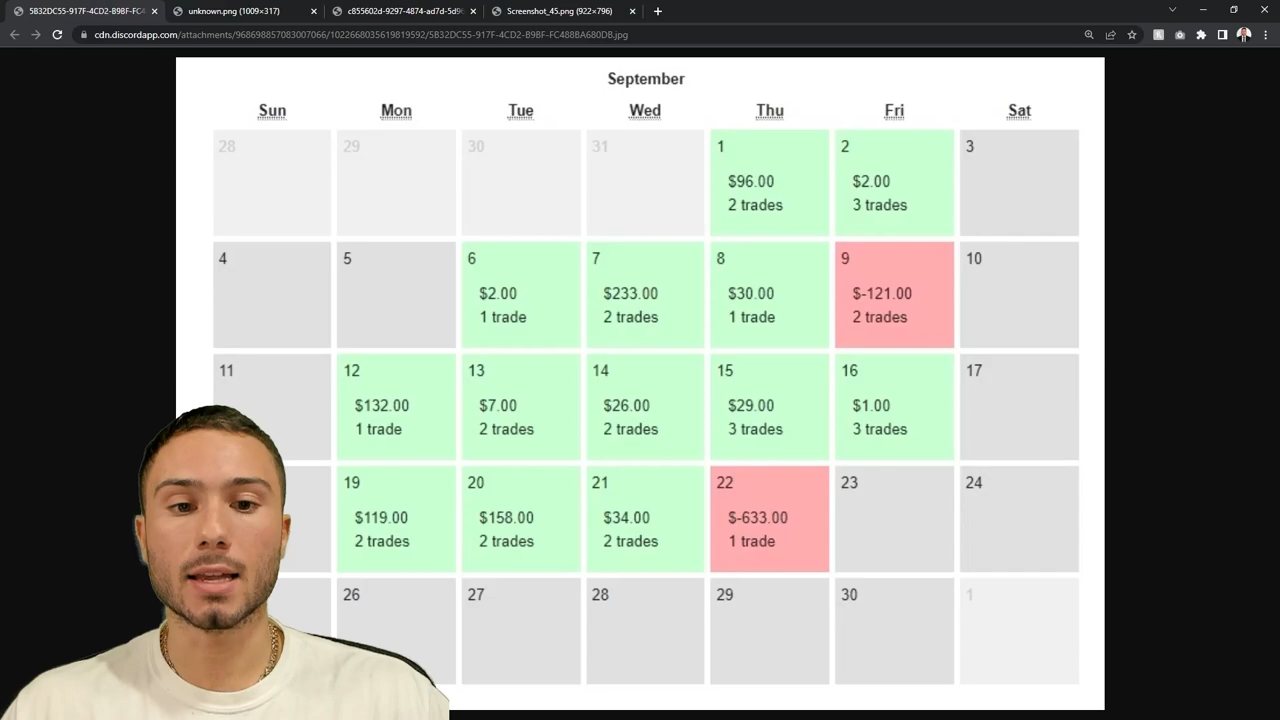 5B32DC55-917F-4CD2-B9BF-FC4
unknown.png (1009×317)
c855602d-9297-4874-ad7d-5d9
Screenshot_45.png (922×796)
cdn.discordapp.com/attachments/968698857083007066/1022668035619819592/5B32DC55-917F-4CD2-B9BF-FC488BA680DB.jpg
September
Sun Mon Tue Wed Thu Fri Sat
28 29 30 31 1 2 3
$96.00 $2.00
2 trades 3 trades
4 5 6 7 8 9 10
$2.00 $233.00 $30.00 $-121.00
1 trade 2 trades 1 trade 2 trades
11 12 13 14 15 16 17
$132.00 $7.00 $26.00 $29.00 $1.00
1 trade 2 trades 2 trades 3 trades 3 trades
19 20 21 22 23 24
$119.00 $158.00 $34.00 $-633.00
2 trades 2 trades 2 trades 1 trade
26 27 28 29 30 1